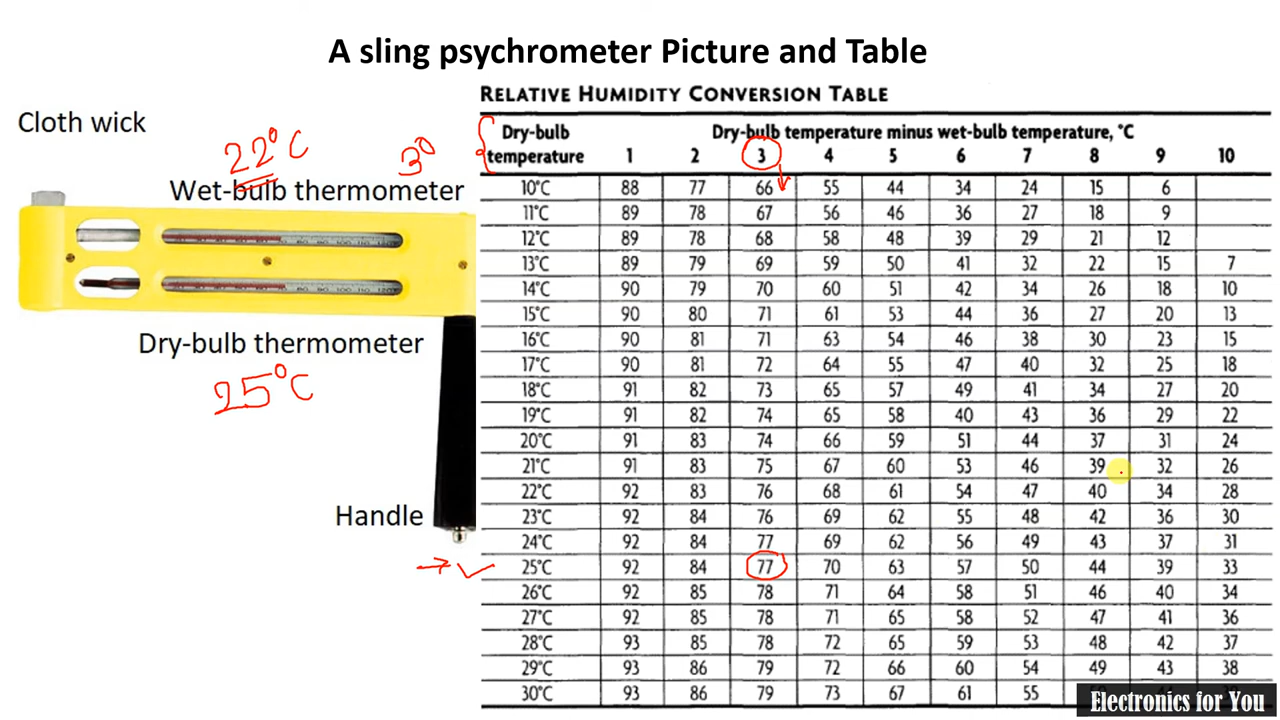 A sling psychrometer Picture and Table
RELATIVE HUMIDITY CONVERSION TABLE
Cloth wick
22°C
3°
Wet-bulb thermometer
Dry-bulb thermometer
25°C
Handle
Dry-bulb temperature minus wet-bulb temperature, °C
Dry-bulb
temperature 1 2 3 4 5 6 7 8 9 10
10°C 88 77 66 55 44 34 24 15 6
11°C 89 78 67 56 46 36 27 18 9
12°C 89 78 68 58 48 39 29 21 12
13°C 89 79 69 59 50 41 32 22 15 7
14°C 90 79 70 60 51 42 34 26 18 10
15°C 90 80 71 61 53 44 36 27 20 13
16°C 90 81 71 63 54 46 38 30 23 15
17°C 90 81 72 64 55 47 40 32 25 18
18°C 91 82 73 65 57 49 41 34 27 20
19°C 91 82 74 65 58 40 43 36 29 22
20°C 91 83 74 66 59 51 44 37 31 24
21°C 91 83 75 67 60 53 46 39 32 26
22°C 92 83 76 68 61 54 47 40 34 28
23°C 92 84 76 69 62 55 48 42 36 30
24°C 92 84 77 69 62 56 49 43 37 31
25°C 92 84 77 70 63 57 50 44 39 33
26°C 92 85 78 71 64 58 51 46 40 34
27°C 92 85 78 71 65 58 52 47 41 36
28°C 93 85 78 72 65 59 53 48 42 37
29°C 93 86 79 72 66 60 54 49 43 38
30°C 93 86 79 73 67 61 55
Electronics for You